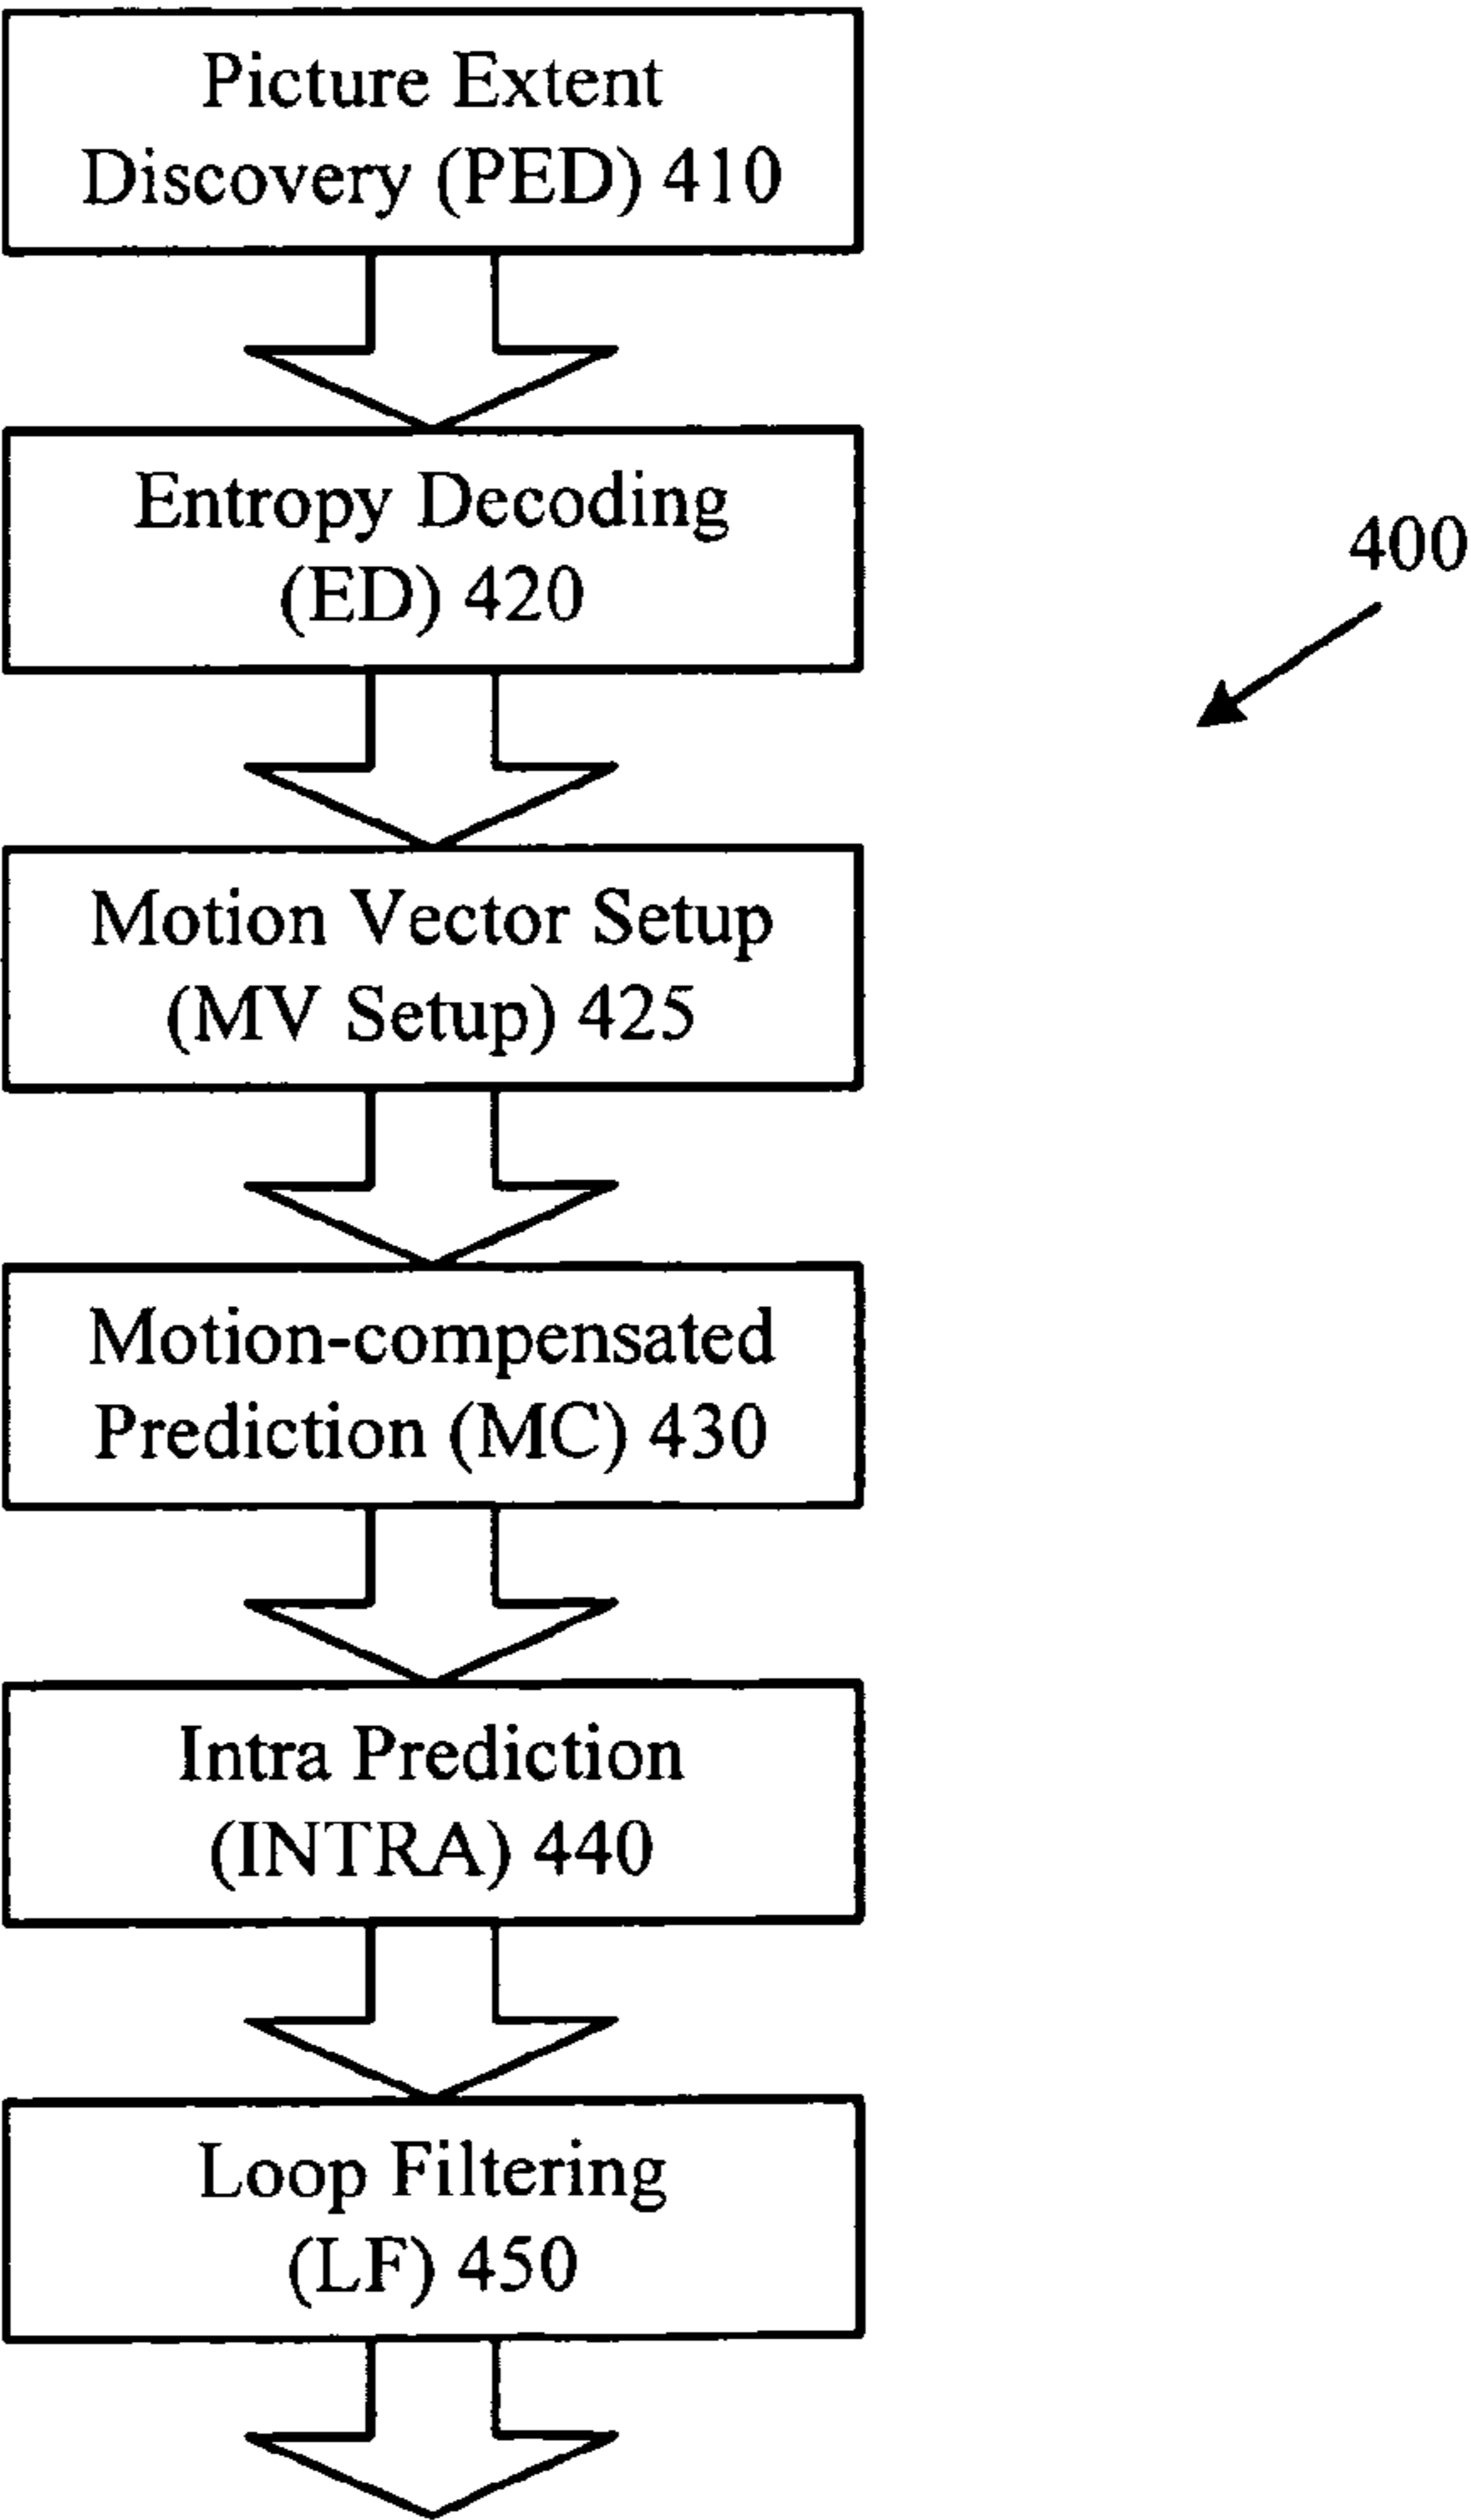 Picture Extent
Discovery (PED) 410
Entropy Decoding
(ED) 420
400
Motion Vector Setup
(MV Setup) 425
Motion-compensated
Prediction (MC) 430
Intra Prediction
(INTRA) 440
Loop Filtering
(LF) 450